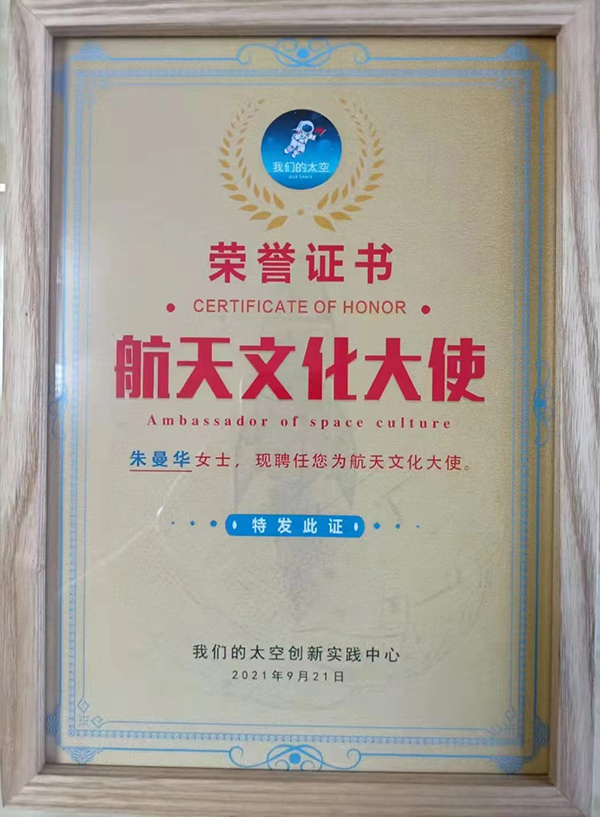 我们的太空
OUR SPACE
荣誉证书
CERTIFICATE OF HONOR
航天文化大使
Ambassador of space culture
朱曼华女士，现聘任您为航天文化大使。
特发此证
我们的太空创新实践中心
2021年9月21日